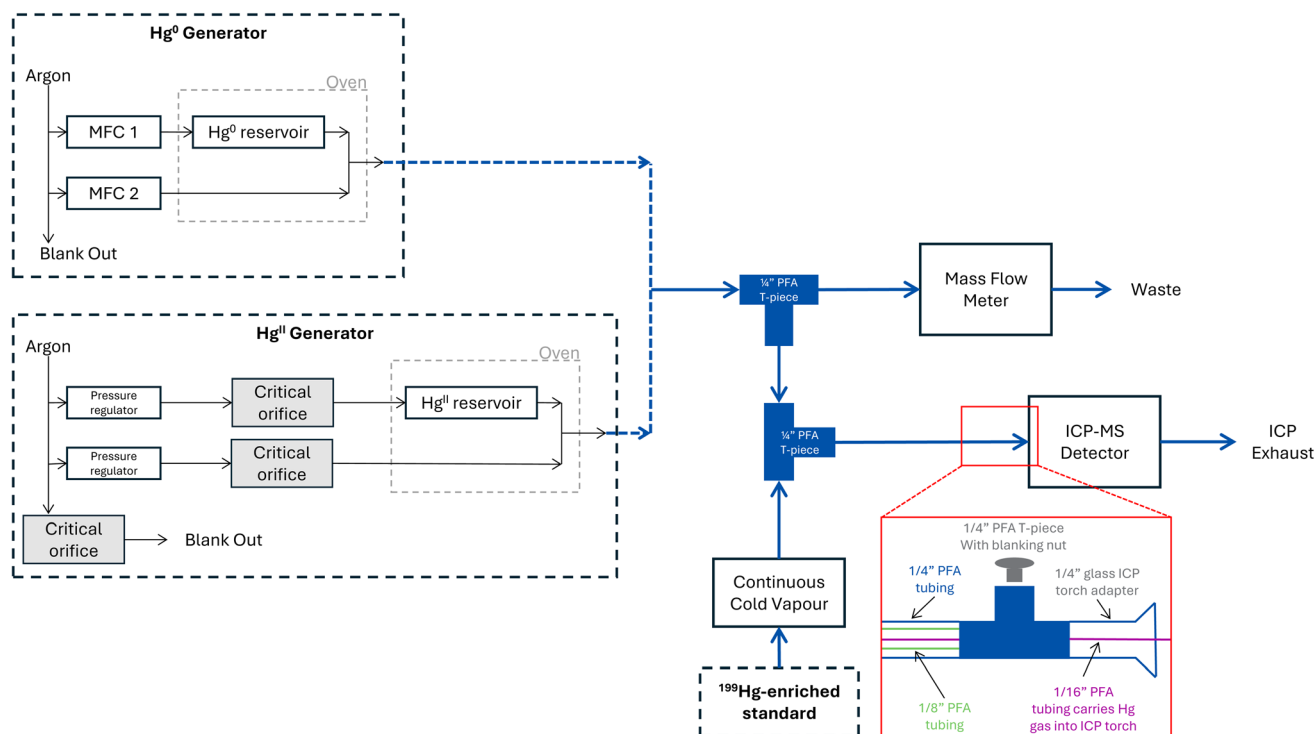 Hg⁰ Generator
Argon
Oven
MFC 1
Hg⁰ reservoir
MFC 2
Blank Out
Hgᴵᴵ Generator
Argon
Oven
Pressure
regulator
Critical
orifice
Hgᴵᴵ reservoir
Pressure
regulator
Critical
orifice
Critical
orifice
Blank Out
¼” PFA
T-piece
Mass Flow
Meter
Waste
¼” PFA
T-piece
ICP-MS
Detector
ICP
Exhaust
Continuous
Cold Vapour
¹⁹⁹Hg-enriched
standard
1/4” PFA T-piece
With blanking nut
1/4” PFA
tubing
1/4” glass ICP
torch adapter
1/8” PFA
tubing
1/16” PFA
tubing carries Hg
gas into ICP torch